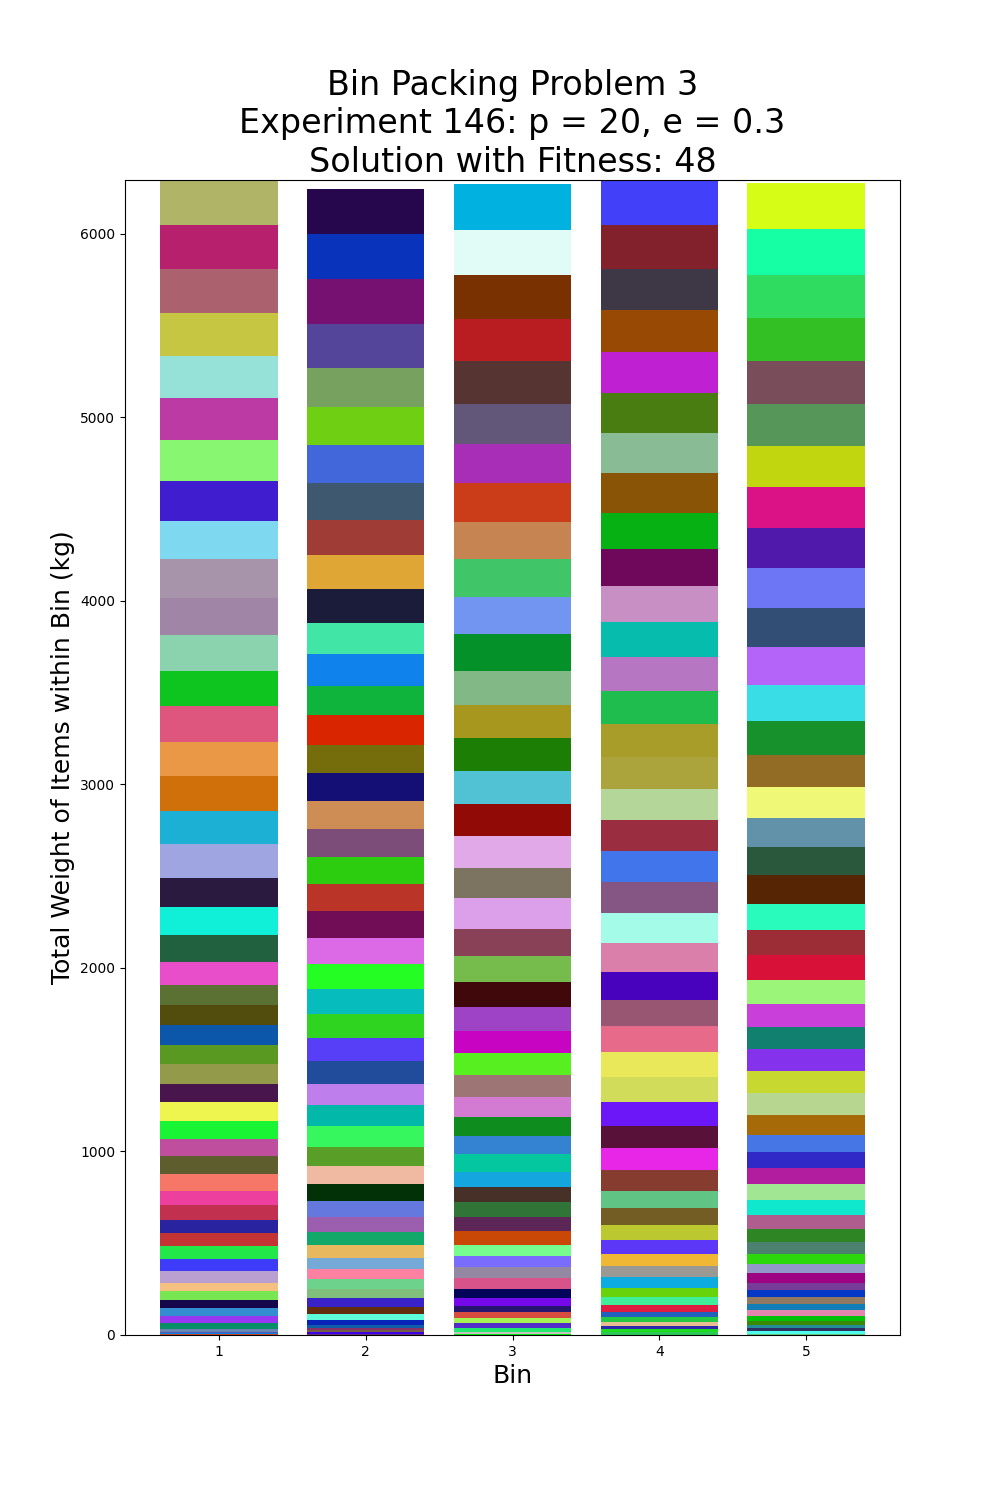 Bin Packing Problem 3
Experiment 146: p = 20, e = 0.3
Solution with Fitness: 48
Total Weight of Items within Bin (kg)
6000
5000
4000
3000
2000
1000
0
1 2 3 4 5
Bin